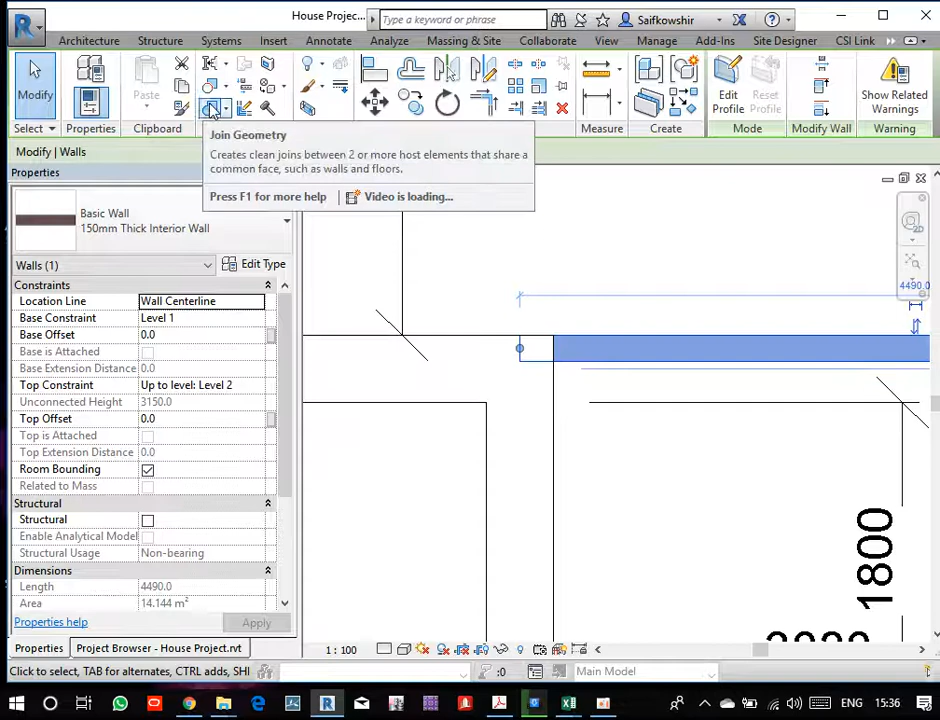 House Projec...
Type a keyword or phrase
Saifkowshir
Architecture Structure Systems Insert Annotate Analyze Massing & Site Collaborate View Manage Add-Ins Site Designer CSI Link
Modify
Properties
Paste
Edit
Profile
Reset
Profile
Show Related
Warnings
Select
Properties
Clipboard
Measure
Create
Mode
Modify Wall
Warning
Join Geometry
Creates clean joins between 2 or more host elements that share a
common face, such as walls and floors.
Press F1 for more help
Video is loading...
Modify | Walls
Properties
Basic Wall
150mm Thick Interior Wall
Walls (1)
Edit Type
Constraints
Location Line Wall Centerline
Base Constraint Level 1
Base Offset 0.0
Base is Attached
Base Extension Distance 0.0
Top Constraint Up to level: Level 2
Unconnected Height 3150.0
Top Offset 0.0
Top is Attached
Top Extension Distance 0.0
Room Bounding
Related to Mass
Structural
Structural
Enable Analytical Model
Structural Usage Non-bearing
Dimensions
Length 4490.0
Area 14.144 m²
Properties help
Apply
Properties
Project Browser - House Project.rvt
2D
4490.0
1800
1 : 100
Click to select, TAB for alternates, CTRL adds, SHI
:0
Main Model
ENG 15:36